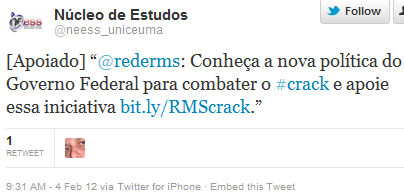 Núcleo de Estudos
@neess_uniceuma
Follow
[Apoiado] “@rederms: Conheça a nova política do
Governo Federal para combater o #crack e apoie
essa iniciativa bit.ly/RMScrack.”
1
RETWEET
9:31 AM - 4 Feb 12 via Twitter for iPhone · Embed this Tweet